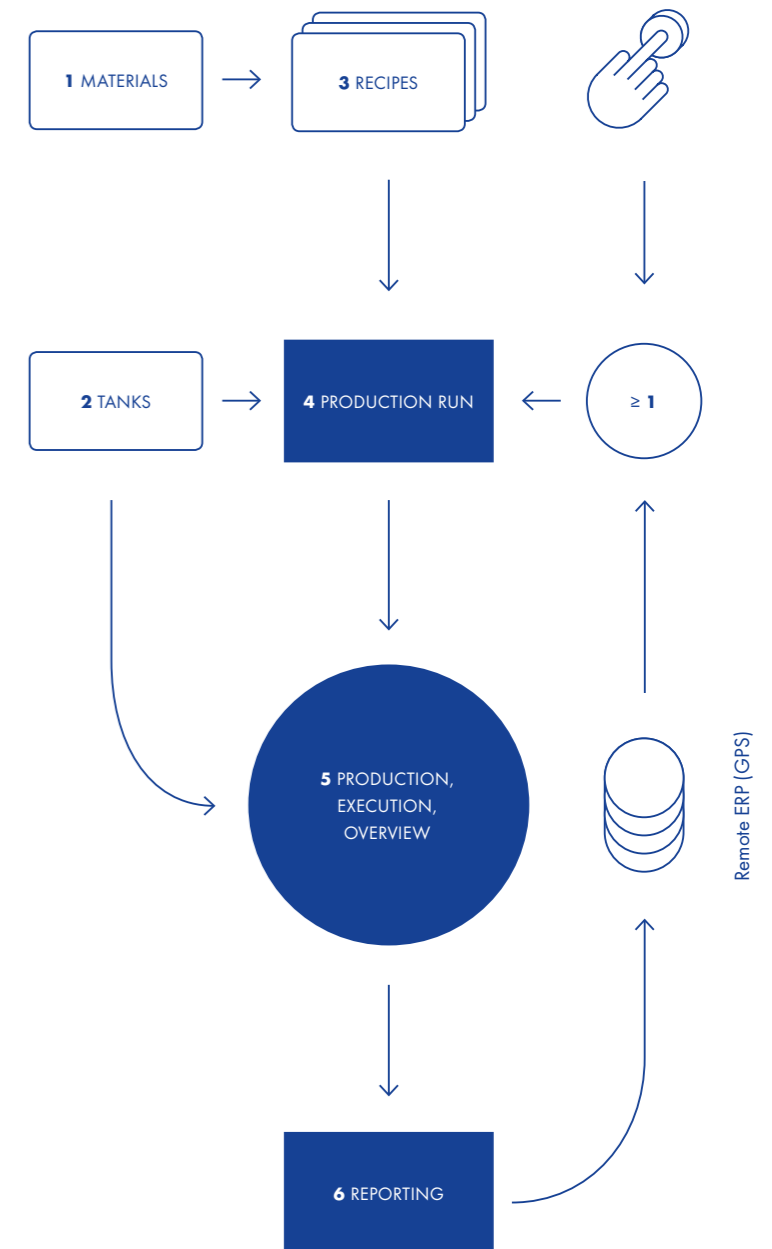 1 MATERIALS
3 RECIPES
2 TANKS
4 PRODUCTION RUN
≥ 1
5 PRODUCTION,
EXECUTION,
OVERVIEW
Remote ERP (GPS)
6 REPORTING